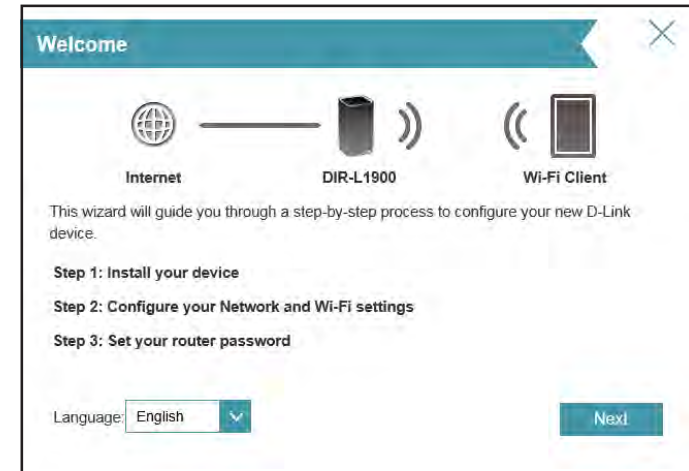 Welcome
Internet
DIR-L1900
Wi-Fi Client
This wizard will guide you through a step-by-step process to configure your new D-Link
device.
Step 1: Install your device
Step 2: Configure your Network and Wi-Fi settings
Step 3: Set your router password
Language: English
Next